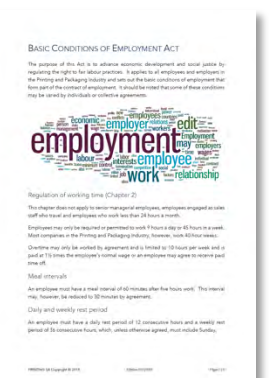 BASIC CONDITIONS OF EMPLOYMENT ACT
The purpose of this Act is to advance economic development and social justice by
regulating the right to fair labour practices. It applies to all employees and employers in
the Printing and Packaging Industry and sets out the basic conditions of employment that
form part of the contract of employment. It should be noted that some of these conditions
may be varied by individuals or collective agreements.
economic
employees
employer
relations
edit
workers
employment
may
employers
labour
interests
employee
work
relationship
Regulation of working time (Chapter 2)
This chapter does not apply to senior managerial employees, employees engaged as sales
staff who travel and employees who work less than 24 hours a month.
Employees may only be required or permitted to work 9 hours a day or 45 hours in a week.
Most companies in the Printing and Packaging Industry, however, work 40 hour weeks.
Overtime may only be worked by agreement and is limited to 10 hours per week and is
paid at 1½ times the employee's normal wage or an employee may agree to receive paid
time off.
Meal intervals
An employee must have a meal interval of 60 minutes after five hours work. This interval
may, however, be reduced to 30 minutes by agreement.
Daily and weekly rest period
An employee must have a daily rest period of 12 consecutive hours and a weekly rest
period of 36 consecutive hours, which, unless otherwise agreed, must include Sunday.